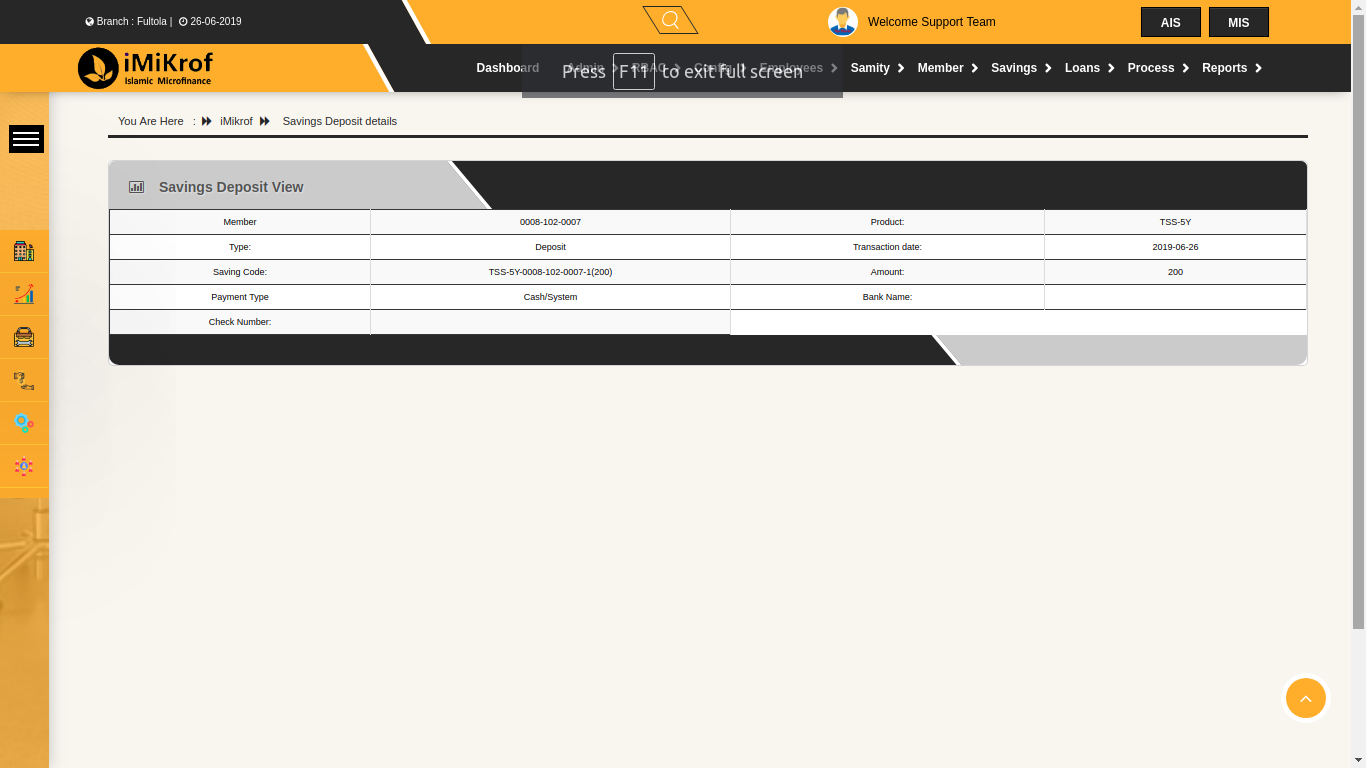 Branch : Fultola | 26-06-2019
Welcome Support Team
AIS
MIS
iMiKrof
Islamic Microfinance
Dashboard Admin RBAC Config Employees Samity Member Savings Loans Process Reports
Press F11 to exit full screen
You Are Here : iMikrof Savings Deposit details
Savings Deposit View
Member 0008-102-0007 Product: TSS-5Y
Type: Deposit Transaction date: 2019-06-26
Saving Code: TSS-5Y-0008-102-0007-1(200) Amount: 200
Payment Type Cash/System Bank Name:
Check Number: